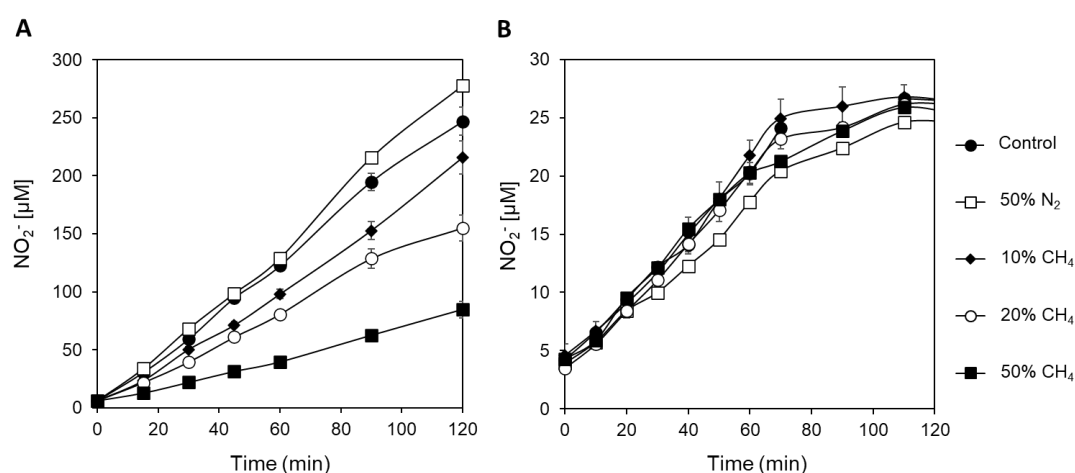 A
B
300
250
200
150
100
50
0
NO₂⁻ [µM]
0 20 40 60 80 100 120
Time (min)
30
25
20
15
10
5
0
NO₂⁻ [µM]
0 20 40 60 80 100 120
Time (min)
Control
50% N₂
10% CH₄
20% CH₄
50% CH₄